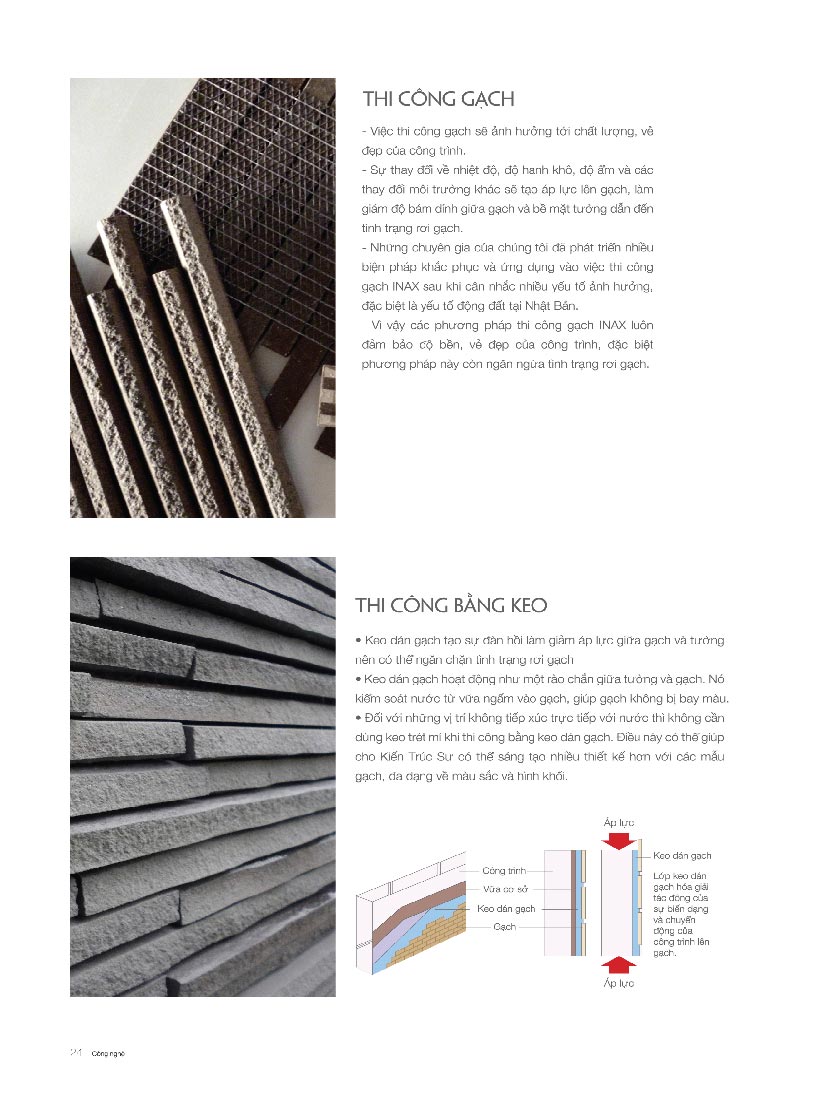 THI CÔNG GẠCH
- Việc thi công gạch sẽ ảnh hưởng tới chất lượng, vẻ
đẹp của công trình.
- Sự thay đổi về nhiệt độ, độ hanh khô, độ ẩm và các
thay đổi môi trường khác sẽ tạo áp lực lên gạch, làm
giảm độ bám dính giữa gạch và bề mặt tường dẫn đến
tình trạng rơi gạch.
- Những chuyên gia của chúng tôi đã phát triển nhiều
biện pháp khắc phục và ứng dụng vào việc thi công
gạch INAX sau khi cân nhắc nhiều yếu tố ảnh hưởng,
đặc biệt là yếu tố động đất tại Nhật Bản.
Vì vậy các phương pháp thi công gạch INAX luôn
đảm bảo độ bền, vẻ đẹp của công trình, đặc biệt
phương pháp này còn ngăn ngừa tình trạng rơi gạch.
THI CÔNG BẰNG KEO
• Keo dán gạch tạo sự đàn hồi làm giảm áp lực giữa gạch và tường
nên có thể ngăn chặn tình trạng rơi gạch
• Keo dán gạch hoạt động như một rào chắn giữa tường và gạch. Nó
kiểm soát nước từ vữa ngấm vào gạch, giúp gạch không bị bay màu.
• Đối với những vị trí không tiếp xúc trực tiếp với nước thì không cần
dùng keo trét mí khi thi công bằng keo dán gạch. Điều này có thể giúp
cho Kiến Trúc Sư có thể sáng tạo nhiều thiết kế hơn với các mẫu
gạch, đa dạng về màu sắc và hình khối.
Công trình
Vữa cơ sở
Keo dán gạch
Gạch
Áp lực
Keo dán gạch
Lớp keo dán
gạch hóa giải
tác động của
sự biến dạng
và chuyển
động của
công trình lên
gạch.
Áp lực
24 Công nghệ